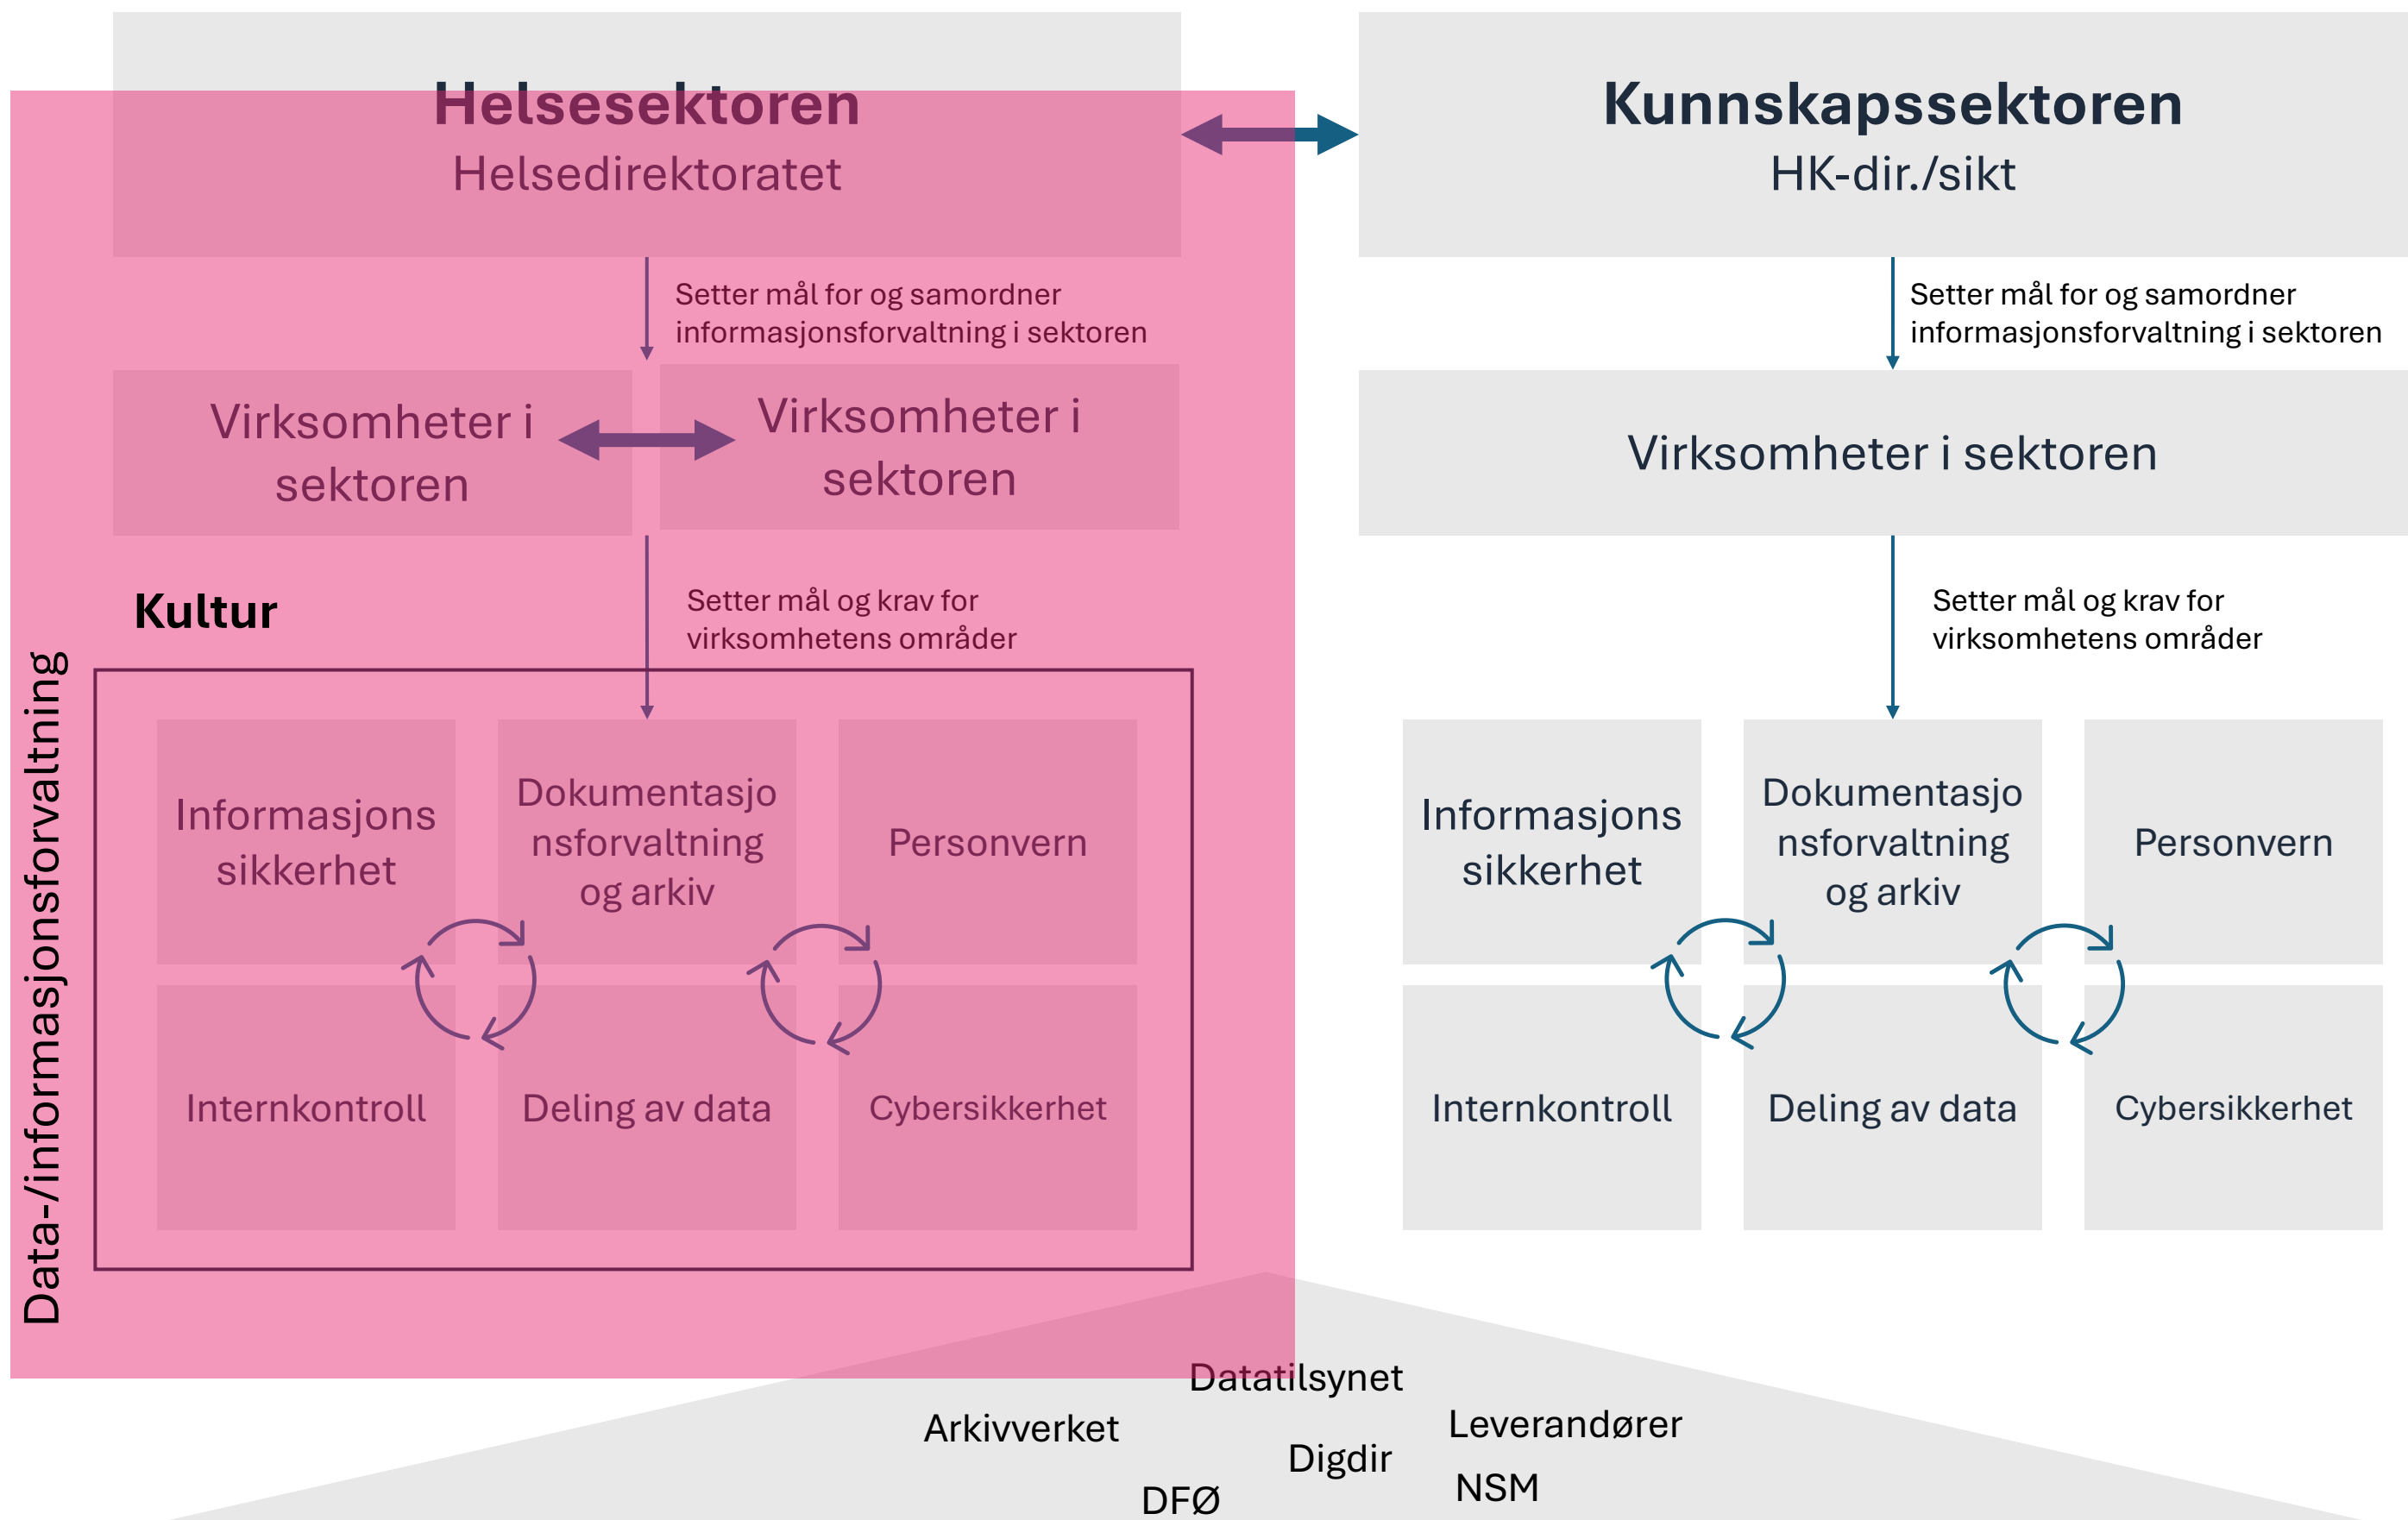 Helsesektoren
Helsedirektoratet
Kunnskapssektoren
HK-dir./sikt
Setter mål for og samordner
informasjonsforvaltning i sektoren
Setter mål for og samordner
informasjonsforvaltning i sektoren
Virksomheter i
sektoren
Virksomheter i
sektoren
Virksomheter i sektoren
Kultur
Setter mål og krav for
virksomhetens områder
Setter mål og krav for
virksomhetens områder
Data-/informasjonsforvaltning
Informasjons
sikkerhet
Dokumentasjo
nsforvaltning
og arkiv
Personvern
Internkontroll
Deling av data
Cybersikkerhet
Informasjons
sikkerhet
Dokumentasjo
nsforvaltning
og arkiv
Personvern
Internkontroll
Deling av data
Cybersikkerhet
Datatilsynet
Arkivverket
Leverandører
Digdir
NSM
DFØ